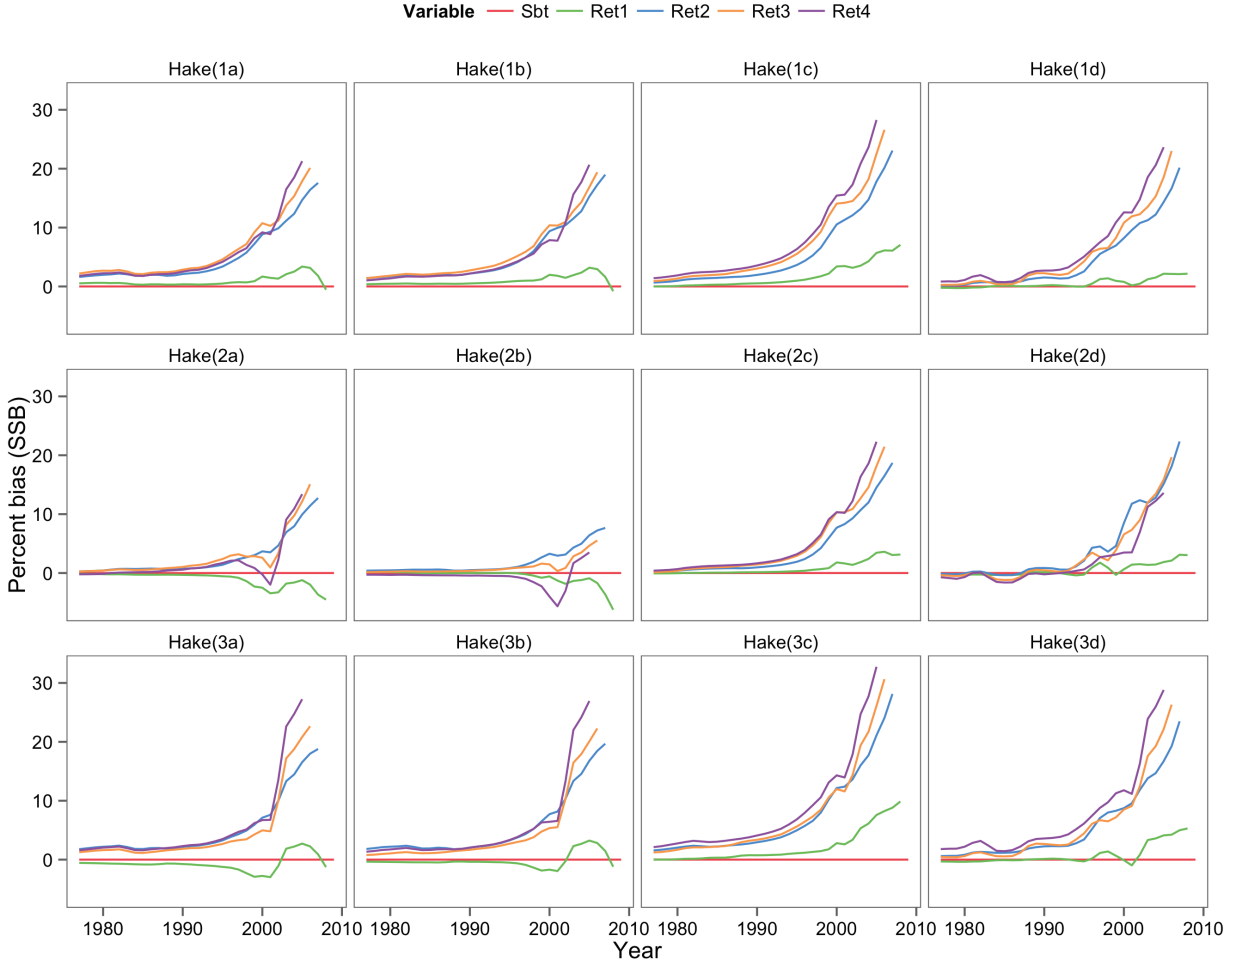 Variable Sbt Ret1 Ret2 Ret3 Ret4
Hake(1a) Hake(1b) Hake(1c) Hake(1d)
30
20
10
0
Hake(2a) Hake(2b) Hake(2c) Hake(2d)
30
20
10
0
Hake(3a) Hake(3b) Hake(3c) Hake(3d)
30
20
10
0
Percent bias (SSB)
1980 1990 2000 2010 1980 1990 2000 2010 1980 1990 2000 2010 1980 1990 2000 2010
Year